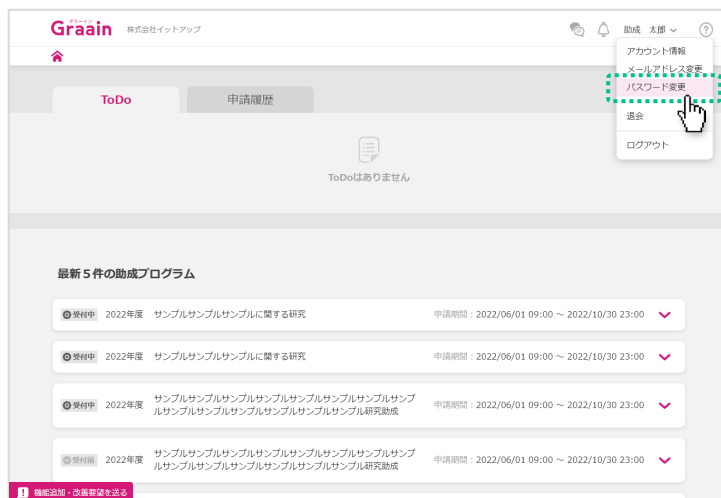 グラーイン
Graain
株式会社イットアップ
助成 太郎
?
アカウント情報
メールアドレス変更
パスワード変更
退会
ログアウト
ToDo
申請履歴
ToDoはありません
最新５件の助成プログラム
受付中 2022年度 サンプルサンプルサンプルに関する研究 申請期間：2022/06/01 09:00 ～ 2022/10/30 23:00
受付中 2022年度 サンプルサンプルサンプルに関する研究 申請期間：2022/06/01 09:00 ～ 2022/10/30 23:00
受付中 2022年度 サンプルサンプルサンプルサンプルサンプルサンプルサンプルサンプ
ルサンプルサンプルサンプルサンプルサンプルサンプル研究助成 申請期間：2022/06/01 09:00 ～ 2022/10/30 23:00
受付前 2022年度 サンプルサンプルサンプルサンプルサンプルサンプルサンプルサンプ
ルサンプルサンプルサンプルサンプルサンプルサンプル研究助成 申請期間：2022/06/01 09:00 ～ 2022/10/30 23:00
! 機能追加・改善要望を送る